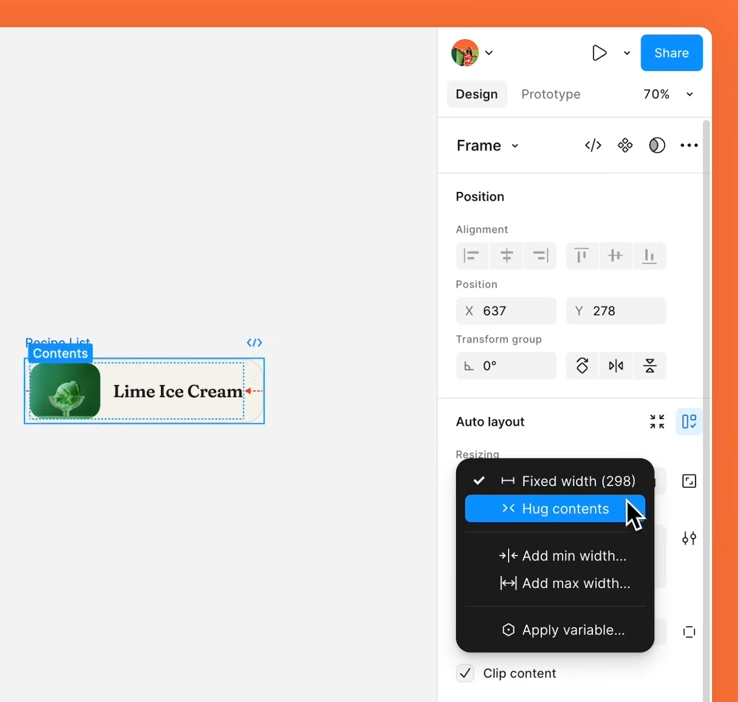 Share
Design Prototype 70%
Frame
Position
Alignment
Position
X 637 Y 278
Transform group
0°
Recipe List
Contents
Lime Ice Cream
Auto layout
Resizing
Fixed width (298)
Hug contents
Add min width...
Add max width...
Apply variable...
Clip content